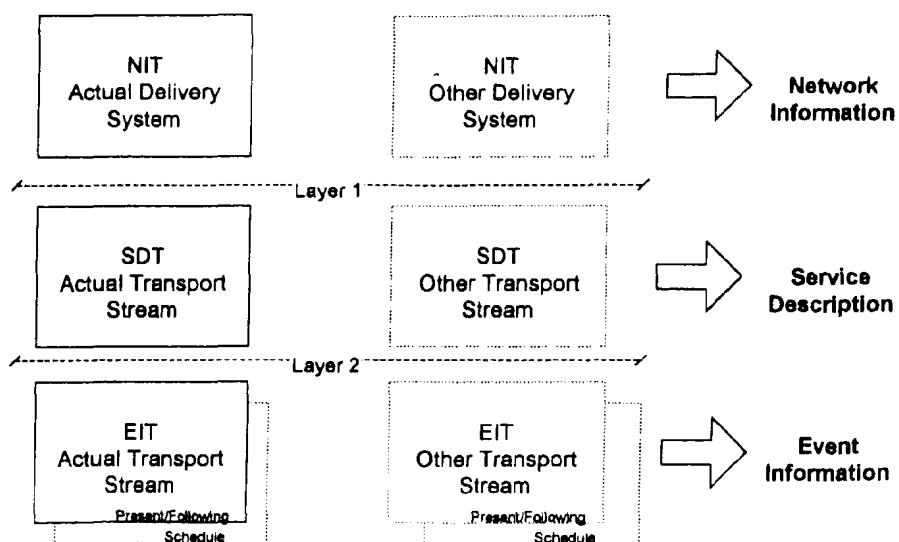 NIT
Actual Delivery
System
NIT
Other Delivery
System
Network
Information
Layer 1
SDT
Actual Transport
Stream
SDT
Other Transport
Stream
Service
Description
Layer 2
EIT
Actual Transport
Stream
Present/Following
Schedule
EIT
Other Transport
Stream
Present/Following
Schedule
Event
Information